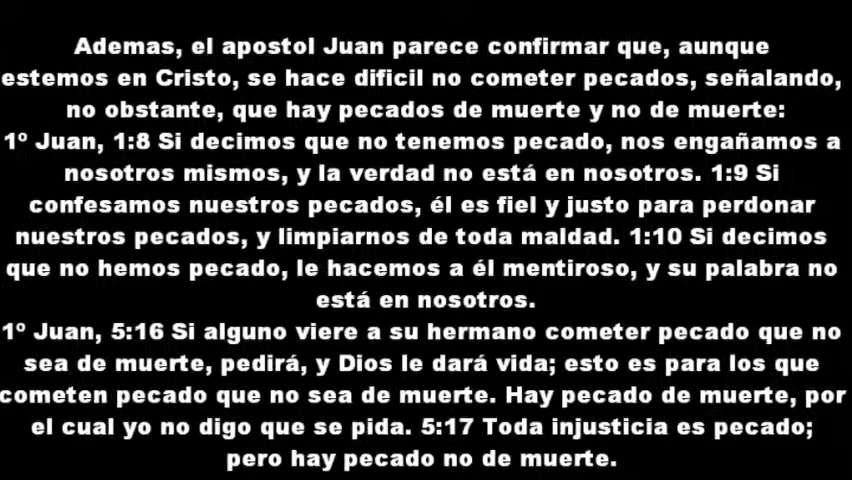 Ademas, el apostol Juan parece confirmar que, aunque
estemos en Cristo, se hace dificil no cometer pecados, señalando,
no obstante, que hay pecados de muerte y no de muerte:
1º Juan, 1:8 Si decimos que no tenemos pecado, nos engañamos a
nosotros mismos, y la verdad no está en nosotros. 1:9 Si
confesamos nuestros pecados, él es fiel y justo para perdonar
nuestros pecados, y limpiarnos de toda maldad. 1:10 Si decimos
que no hemos pecado, le hacemos a él mentiroso, y su palabra no
está en nosotros.
1º Juan, 5:16 Si alguno viere a su hermano cometer pecado que no
sea de muerte, pedirá, y Dios le dará vida; esto es para los que
cometen pecado que no sea de muerte. Hay pecado de muerte, por
el cual yo no digo que se pida. 5:17 Toda injusticia es pecado;
pero hay pecado no de muerte.